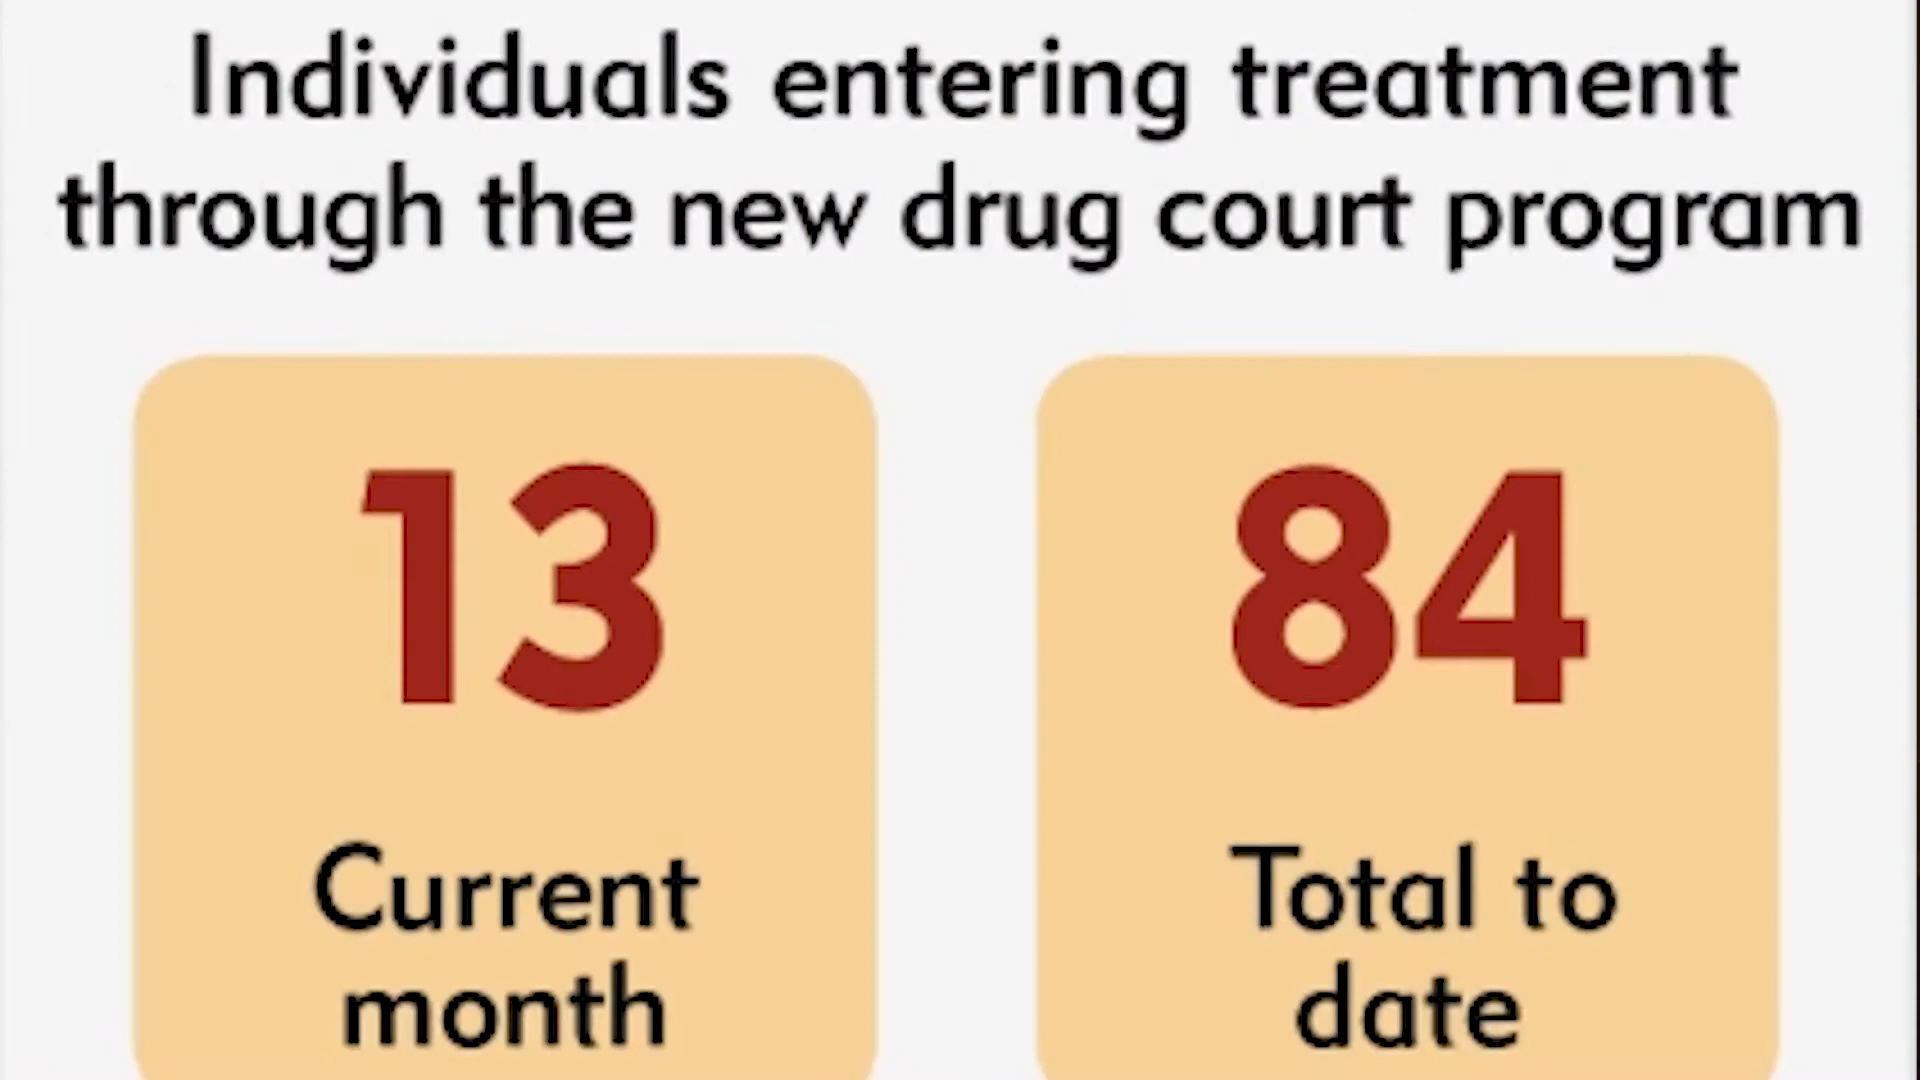 Individuals entering treatment
through the new drug court program
13
Current
month
84
Total to
date